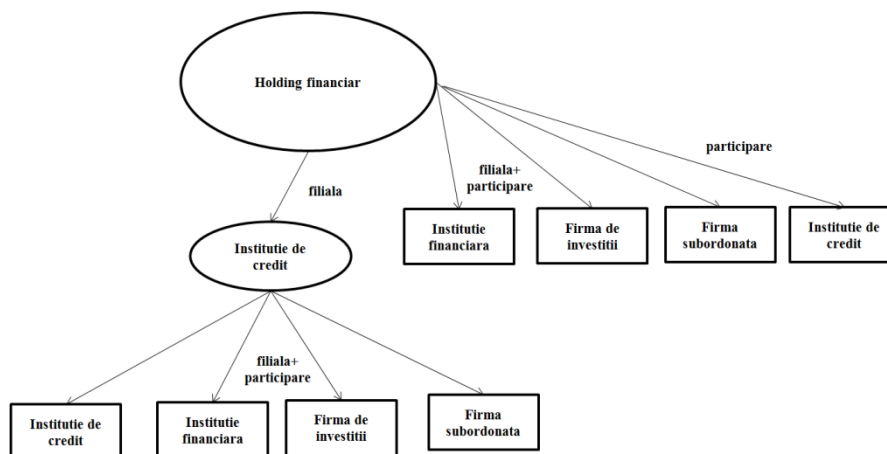 Holding financiar
participare
filiala+
participare
filiala
Institutie
financiara
Firma de
investitii
Firma
subordonata
Institutie de
credit
Institutie de
credit
filiala+
participare
Institutie de
credit
Institutie
financiara
Firma de
investitii
Firma
subordonata